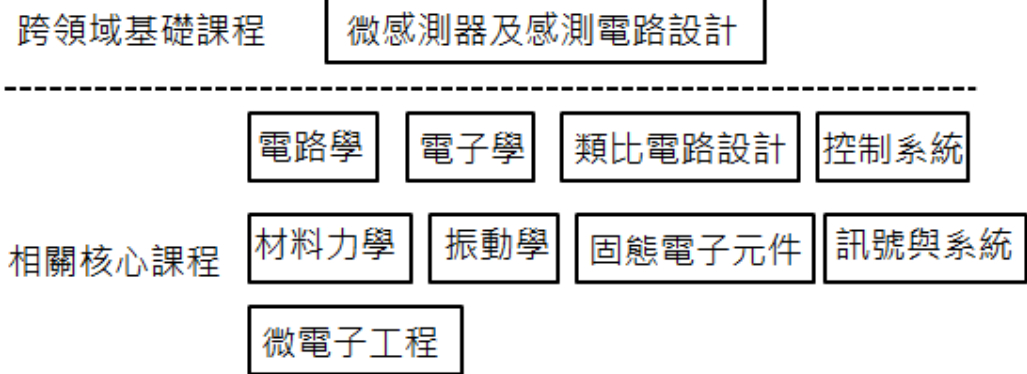 跨領域基礎課程 微感測器及感測電路設計
電路學 電子學 類比電路設計 控制系統
相關核心課程 材料力學 振動學 固態電子元件 訊號與系統
微電子工程